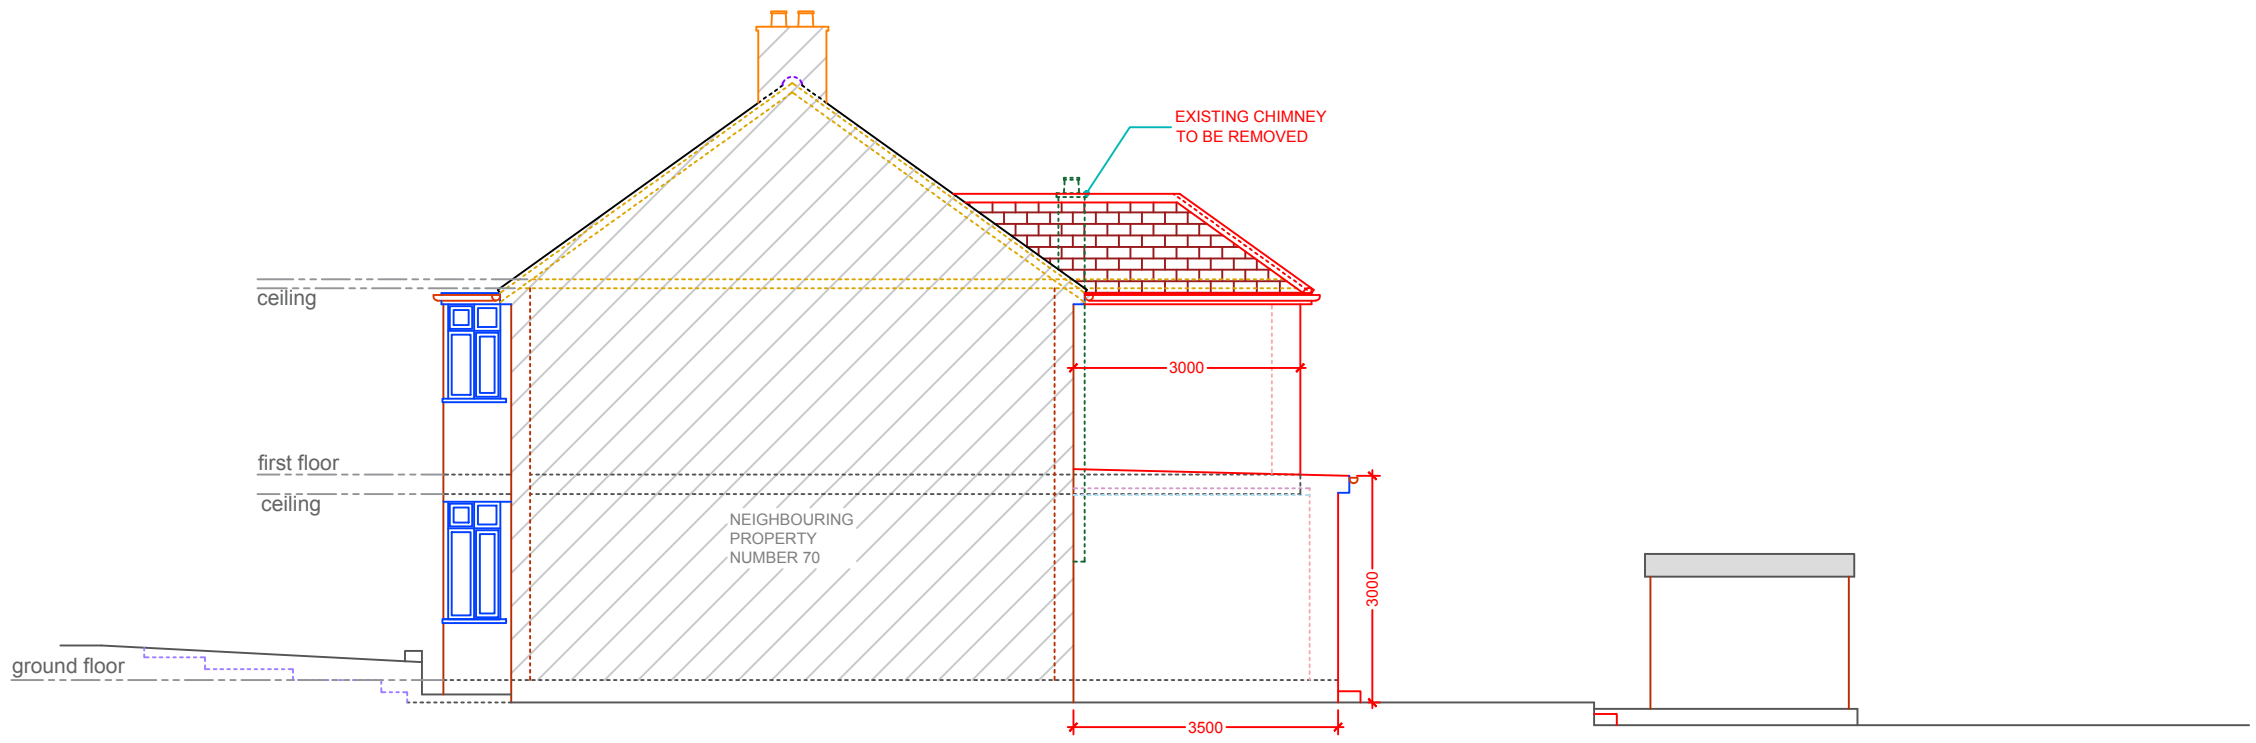 EXISTING CHIMNEY
TO BE REMOVED
ceiling
3000
first floor
ceiling
NEIGHBOURING
PROPERTY
NUMBER 70
3000
ground floor
3500